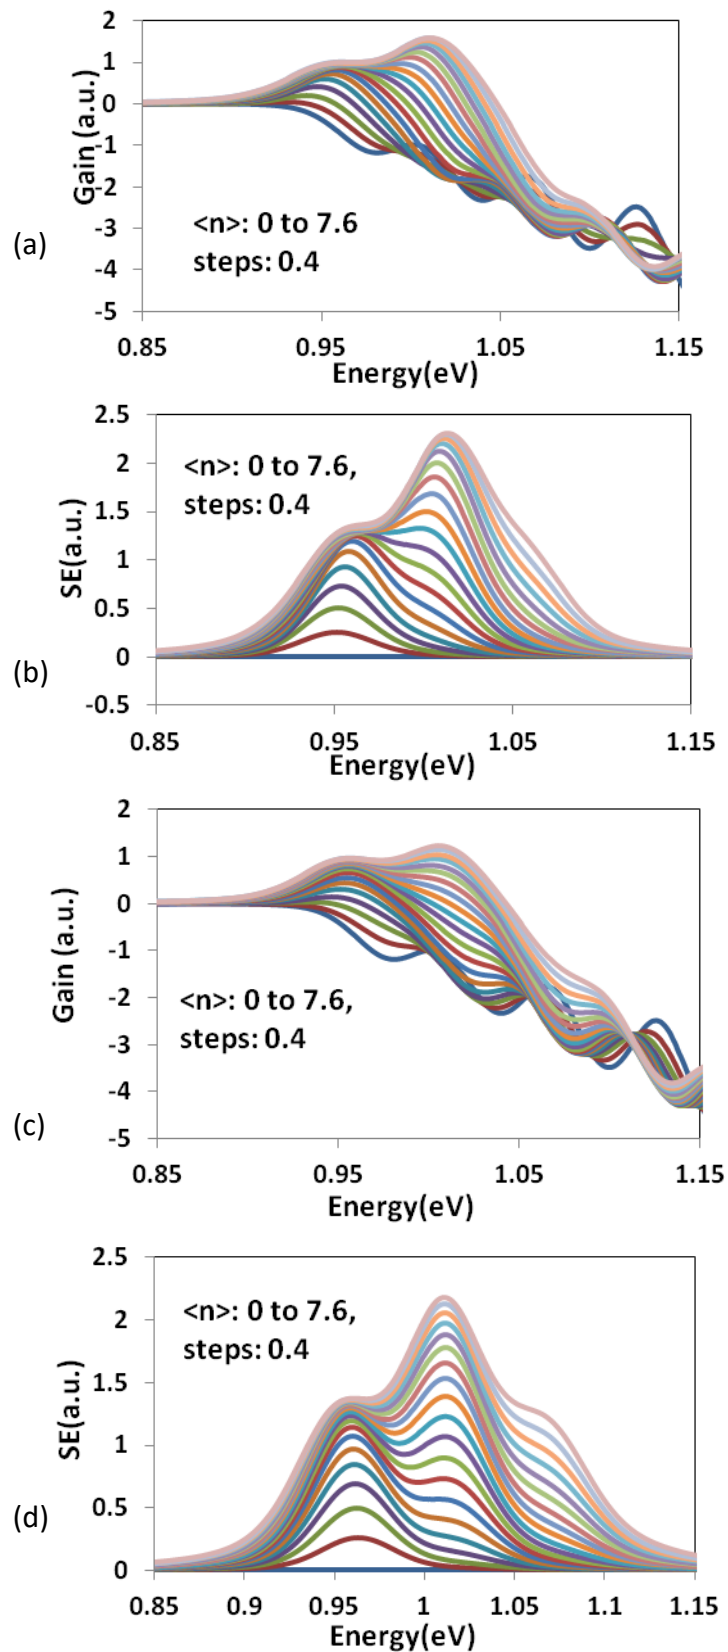 2
1
0
-1
-2
-3
-4
-5
Gain (a.u.)
(a)
<n>: 0 to 7.6
steps: 0.4
0.85 0.95 1.05 1.15
Energy(eV)
2.5
2
1.5
1
0.5
0
-0.5
SE(a.u.)
(b)
<n>: 0 to 7.6,
steps: 0.4
0.85 0.95 1.05 1.15
Energy(eV)
2
1
0
-1
-2
-3
-4
-5
Gain (a.u.)
(c)
<n>: 0 to 7.6,
steps: 0.4
0.85 0.95 1.05 1.15
Energy(eV)
2.5
2
1.5
1
0.5
0
SE(a.u.)
(d)
<n>: 0 to 7.6,
steps: 0.4
0.85 0.9 0.95 1 1.05 1.1 1.15
Energy(eV)